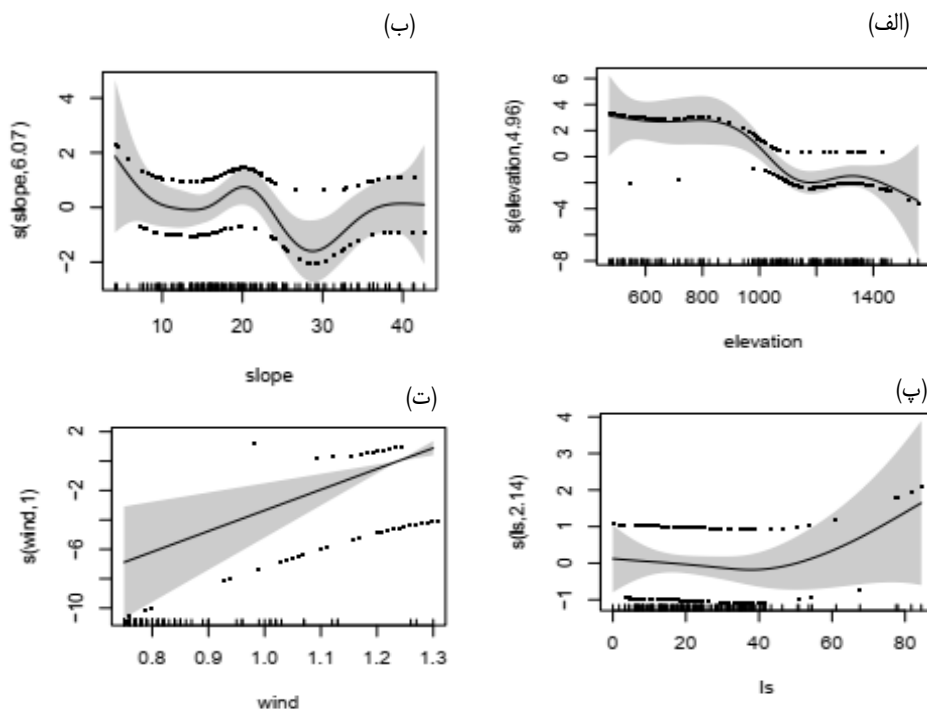 (الف)
6
4
2
0
−4
−8
s(elevation,4.96)
600 800 1000 1400
elevation
(ب)
4
2
0
−2
s(slope,6.07)
10 20 30 40
slope
(پ)
4
3
2
1
0
−1
s(ls,2.14)
0 20 40 60 80
ls
(ت)
2
−2
−6
−10
s(wind,1)
0.8 0.9 1.0 1.1 1.2 1.3
wind